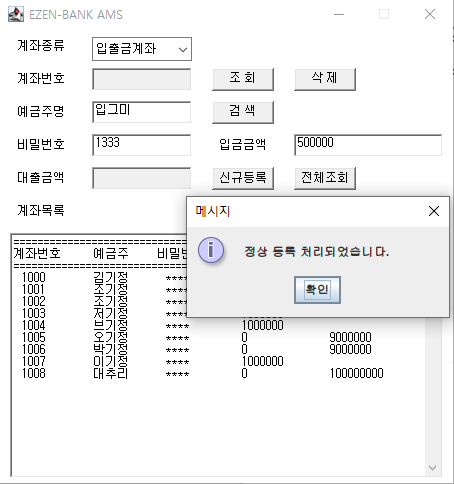 EZEN-BANK AMS
계좌종류 입출금계좌
계좌번호 조 회 삭 제
예금주명 입그미 검 색
비밀번호 1333 입금금액 500000
대출금액 신규등록 전체조회
계좌목록
메시지
정상 등록 처리되었습니다.
확인
계좌번호 예금주 비밀번
1000 김기정 ****
1001 조기정 ****
1002 조기정 ****
1003 저기정 ****
1004 브기정 **** 1000000
1005 오기정 **** 0 9000000
1006 박기정 **** 0 9000000
1007 이기정 **** 1000000
1008 대추리 **** 0 100000000